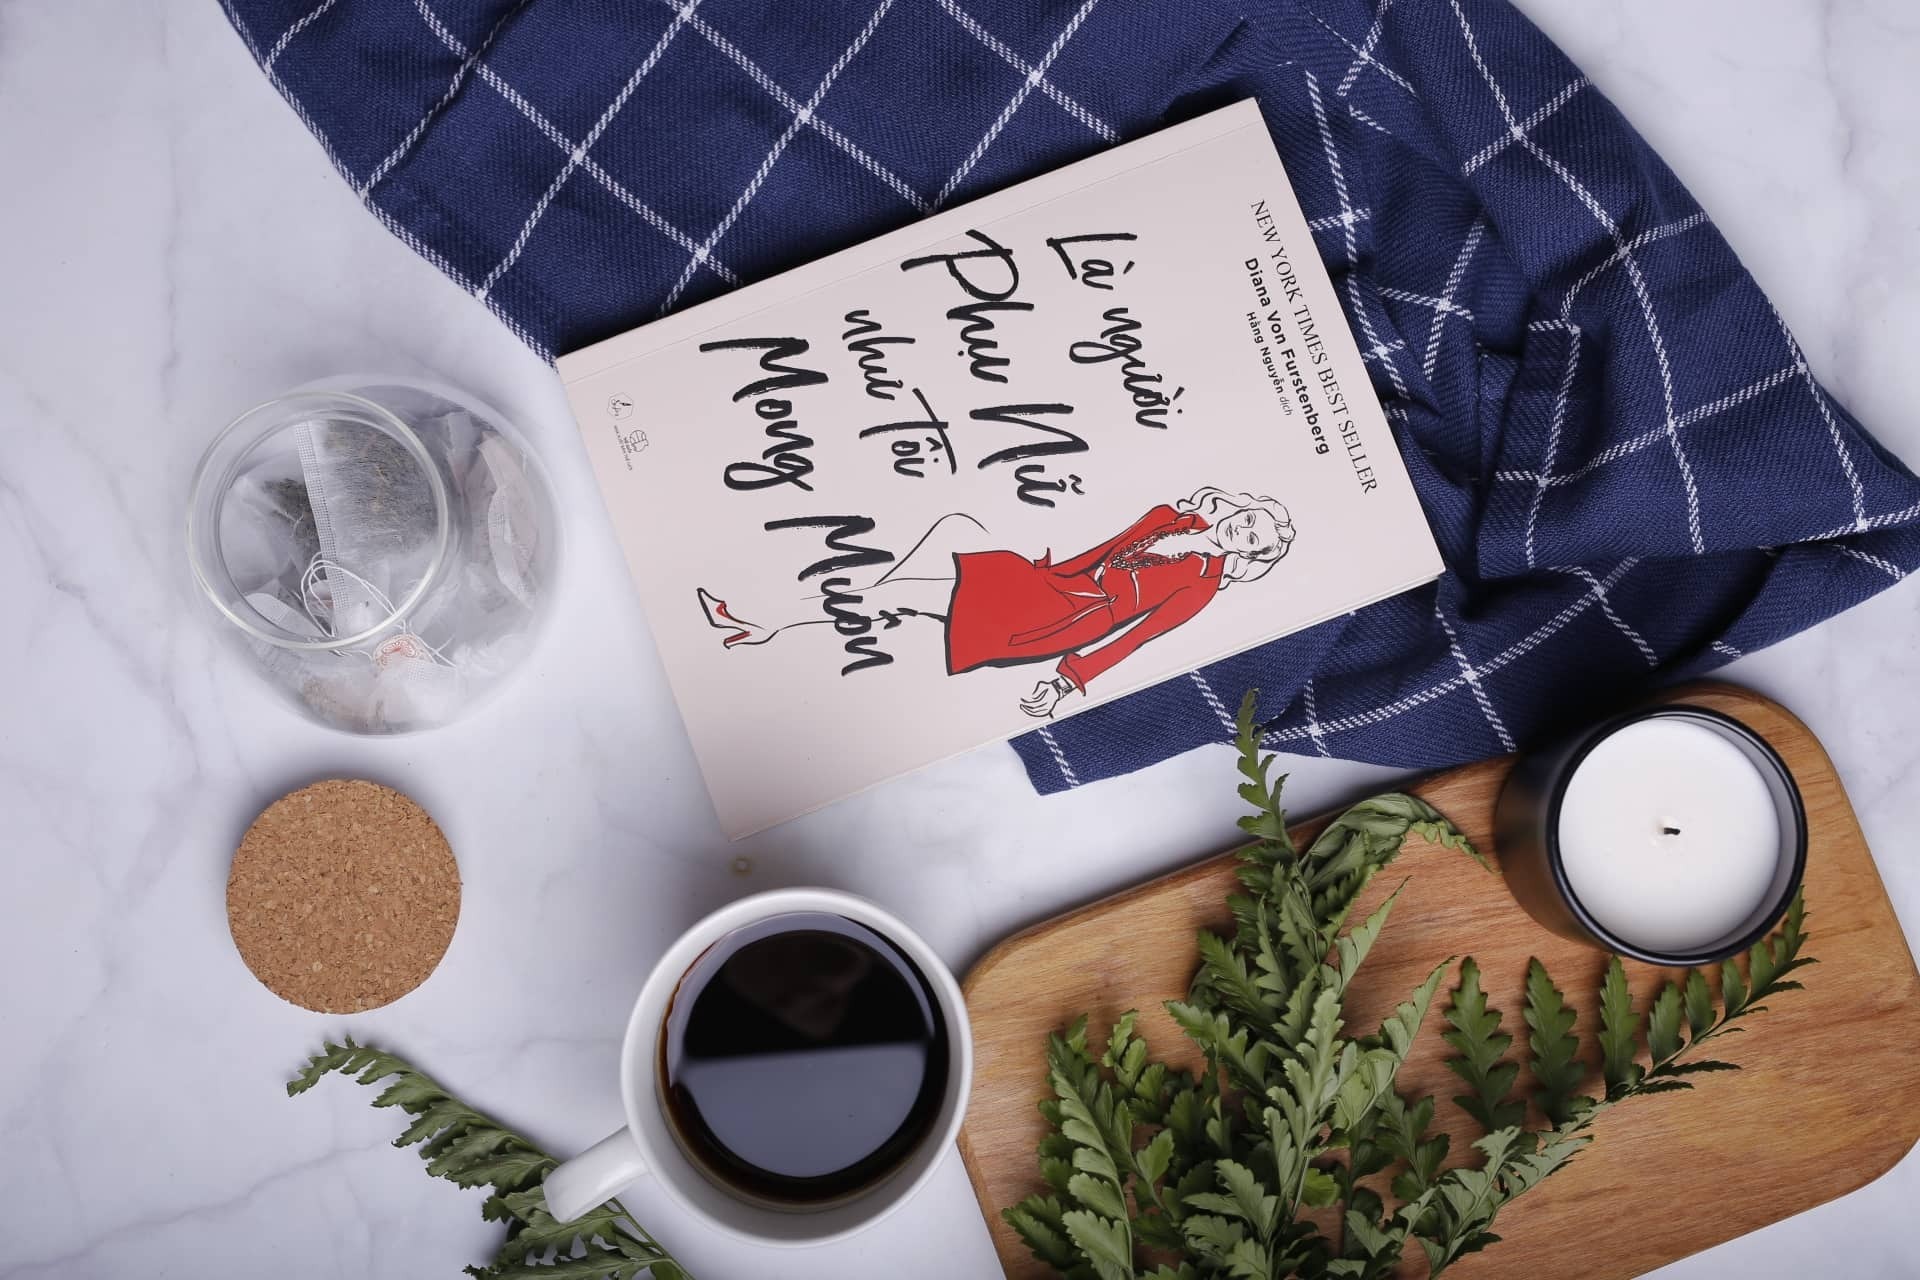 NEW YORK TIMES BEST SELLER
Diana Von Furstenberg
Hằng Nguyễn dịch
Là người
Phụ Nữ
như Tôi
Mong Muốn